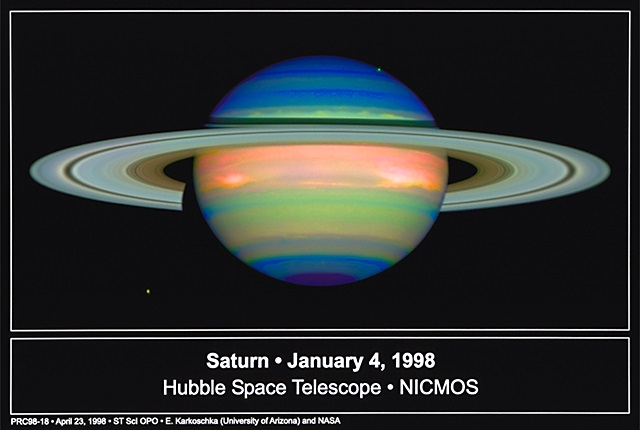 Saturn • January 4, 1998
Hubble Space Telescope • NICMOS
PRC98-18 • April 23, 1998 • ST ScI OPO • E. Karkoschka (University of Arizona) and NASA